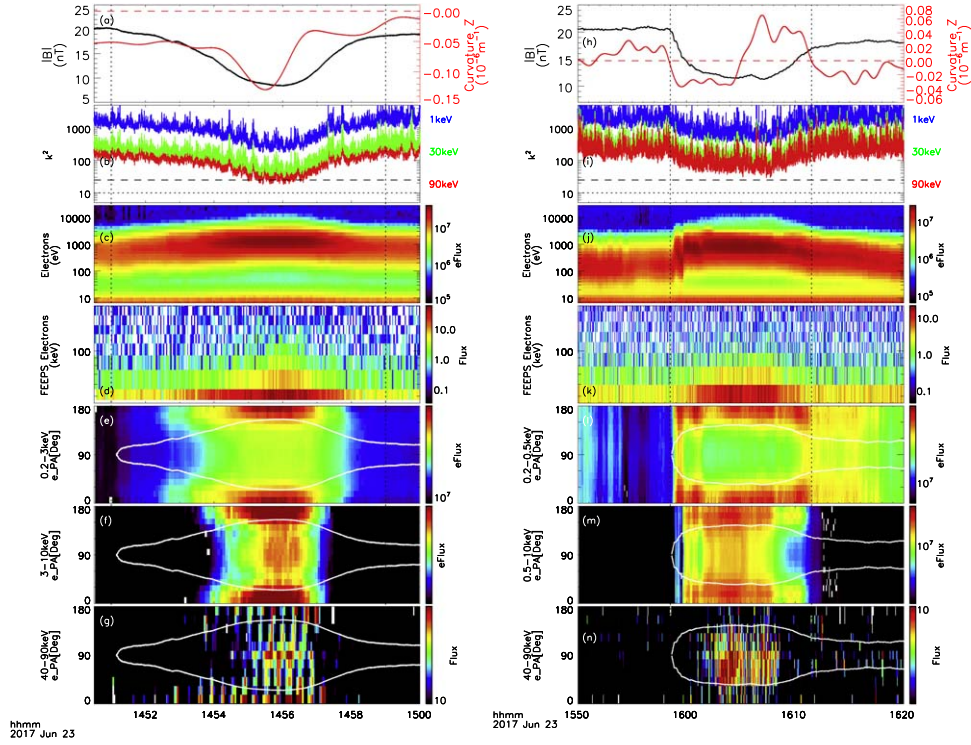 25
20
15
10
5
|B|
(nT)
(a)
−0.00
−0.05
−0.10
−0.15
Curvature_Z
(10⁻⁶m⁻¹)
1000
100
10
k²
(b)
1keV
30keV
90keV
10000
1000
100
10
Electrons
(eV)
(c)
10⁷
10⁶
10⁵
eFlux
100
FEEPS Electrons
(keV)
(d)
10.0
1.0
0.1
Flux
180
90
0
0.2−3keV
e_PA[Deg]
(e)
10⁷
eFlux
180
90
0
3−10keV
e_PA[Deg]
(f)
10⁷
eFlux
180
90
0
40−90keV
e_PA[Deg]
(g)
10
Flux
1452
1454
1456
1458
1500
hhmm
2017 Jun 23
25
20
15
10
|B|
(nT)
(h)
0.08
0.06
0.04
0.02
0.00
−0.02
−0.04
−0.06
Curvature_Z
(10⁻⁶m⁻¹)
1000
100
10
k²
(i)
1keV
30keV
90keV
10000
1000
100
10
Electrons
(eV)
(j)
10⁷
10⁶
10⁵
eFlux
100
FEEPS Electrons
(keV)
(k)
10.0
1.0
0.1
Flux
180
90
0
0.2−0.5keV
e_PA[Deg]
(l)
10⁷
eFlux
180
90
0
0.5−10keV
e_PA[Deg]
(m)
10⁷
eFlux
180
90
0
40−90keV
e_PA[Deg]
(n)
10
Flux
1550
1600
1610
1620
hhmm
2017 Jun 23